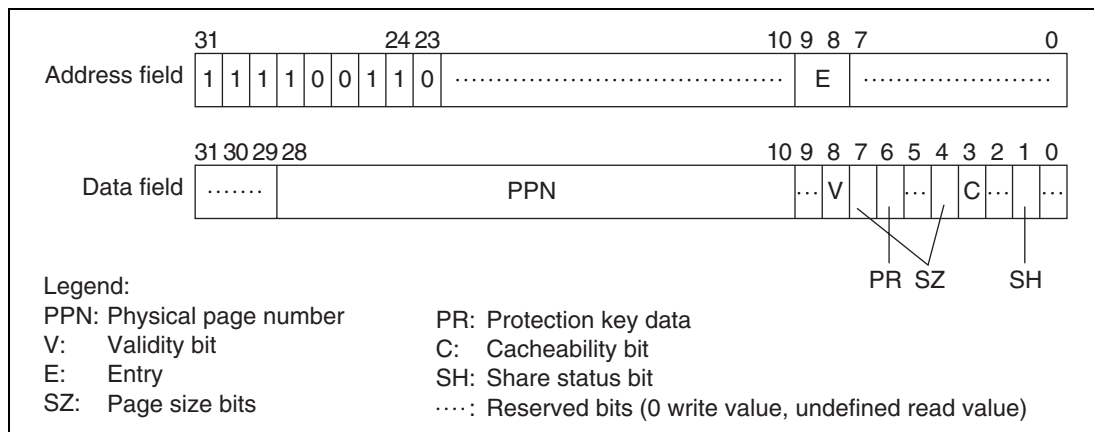 31 24 23 10 9 8 7 0
Address field 1 1 1 1 0 0 1 1 0 ........ E ........
31 30 29 28 10 9 8 7 6 5 4 3 2 1 0
Data field ....... PPN ... V ... C ... ...
PR SZ SH
Legend:
PPN: Physical page number
V: Validity bit
E: Entry
SZ: Page size bits
PR: Protection key data
C: Cacheability bit
SH: Share status bit
····: Reserved bits (0 write value, undefined read value)